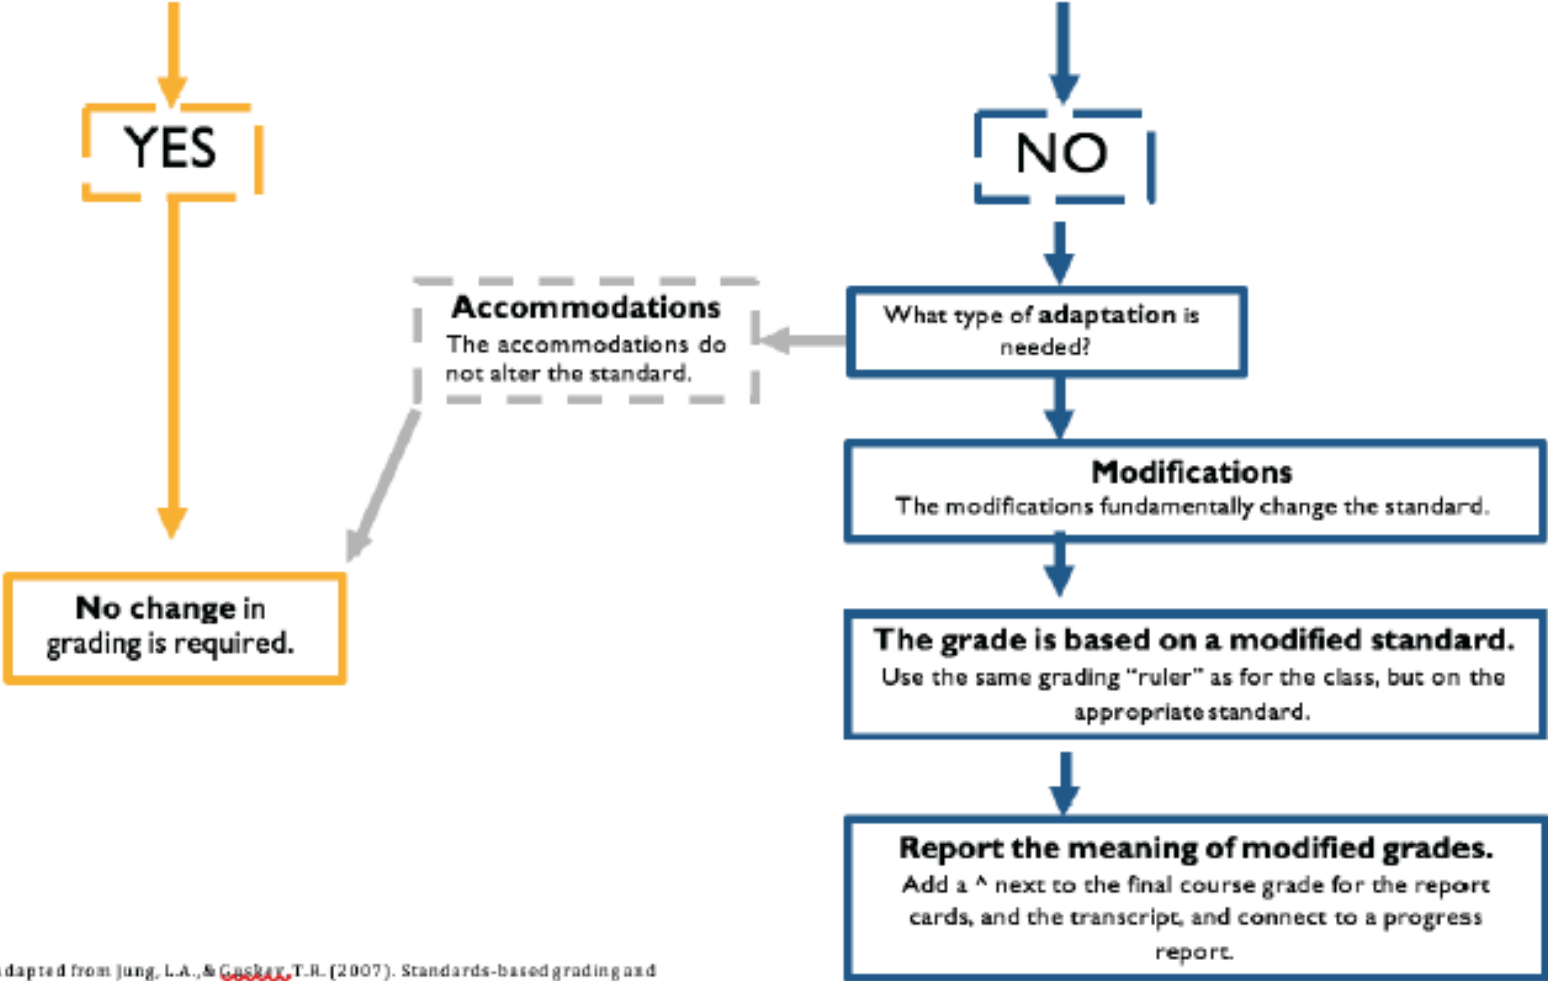 YES
NO
Accommodations
The accommodations do
not alter the standard.
What type of adaptation is
needed?
Modifications
The modifications fundamentally change the standard.
No change in
grading is required.
The grade is based on a modified standard.
Use the same grading “ruler” as for the class, but on the
appropriate standard.
Report the meaning of modified grades.
Add a ^ next to the final course grade for the report
cards, and the transcript, and connect to a progress
report.
dapted from Jung, L.A., & Guskey, T.R. (2007). Standards-based grading and